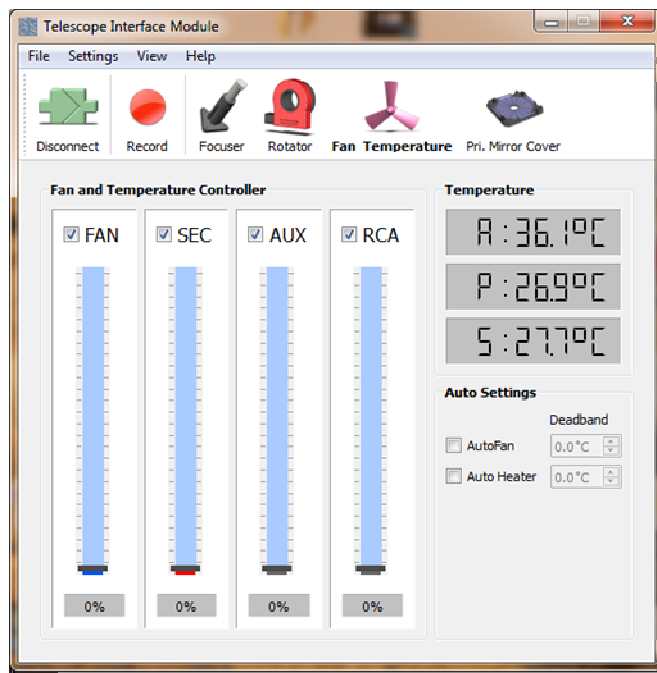 Telescope Interface Module
File Settings View Help
Disconnect Record Focuser Rotator Fan Temperature Pri. Mirror Cover
Fan and Temperature Controller
FAN SEC AUX RCA
0% 0% 0% 0%
Temperature
A:36.1°C
P:26.9°C
S:27.7°C
Auto Settings
Deadband
AutoFan 0.0°C
Auto Heater 0.0°C